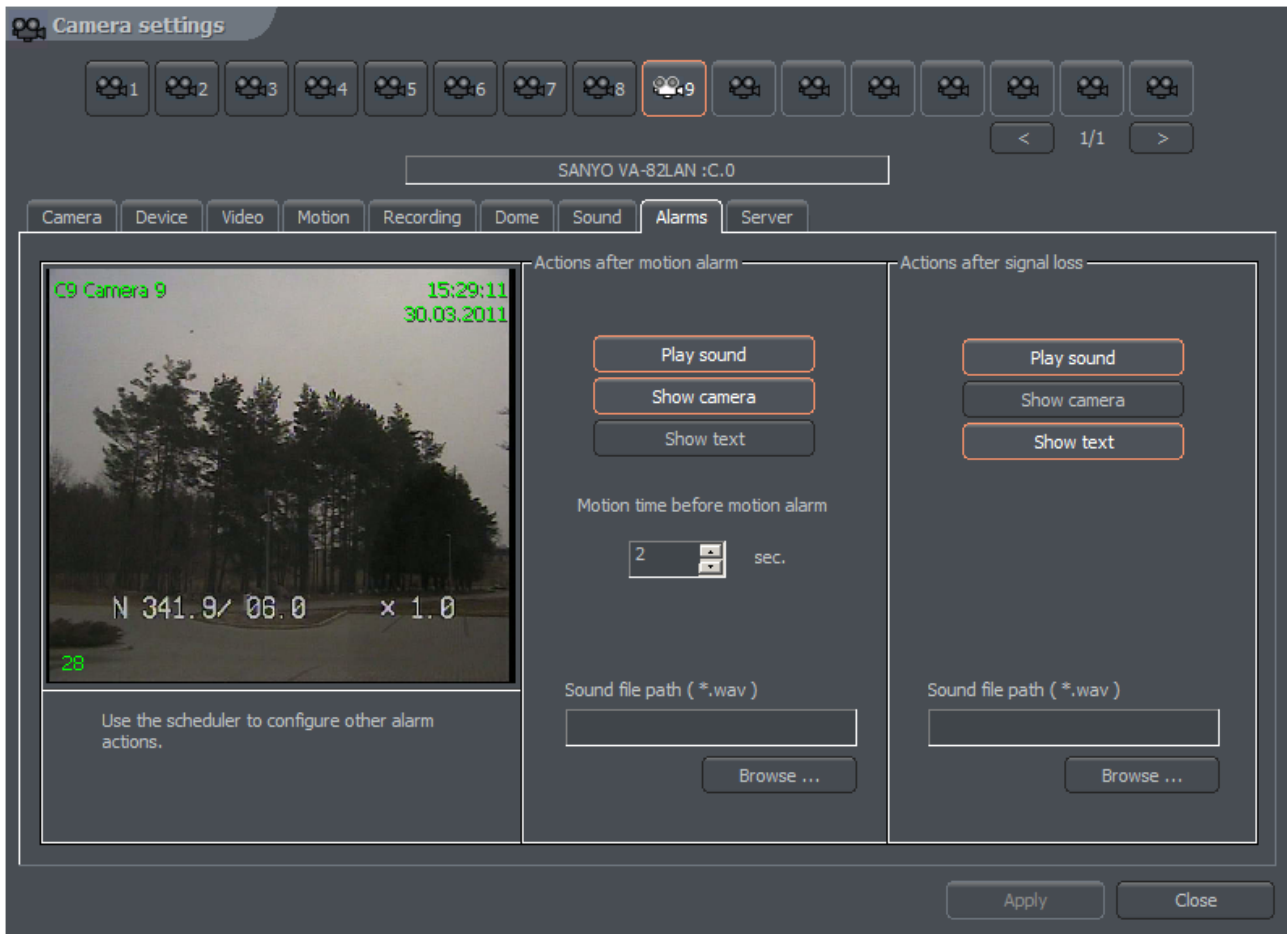 Camera settings
1 2 3 4 5 6 7 8 9
< 1/1 >
SANYO VA-82LAN :C.0
Camera Device Video Motion Recording Dome Sound Alarms Server
C9 Camera 9 15:29:11
30.03.2011
N 341.9/ 06.0 x 1.0
28
Use the scheduler to configure other alarm
actions.
Actions after motion alarm
Play sound
Show camera
Show text
Motion time before motion alarm
2 sec.
Sound file path ( *.wav )
Browse ...
Actions after signal loss
Play sound
Show camera
Show text
Sound file path ( *.wav )
Browse ...
Apply Close